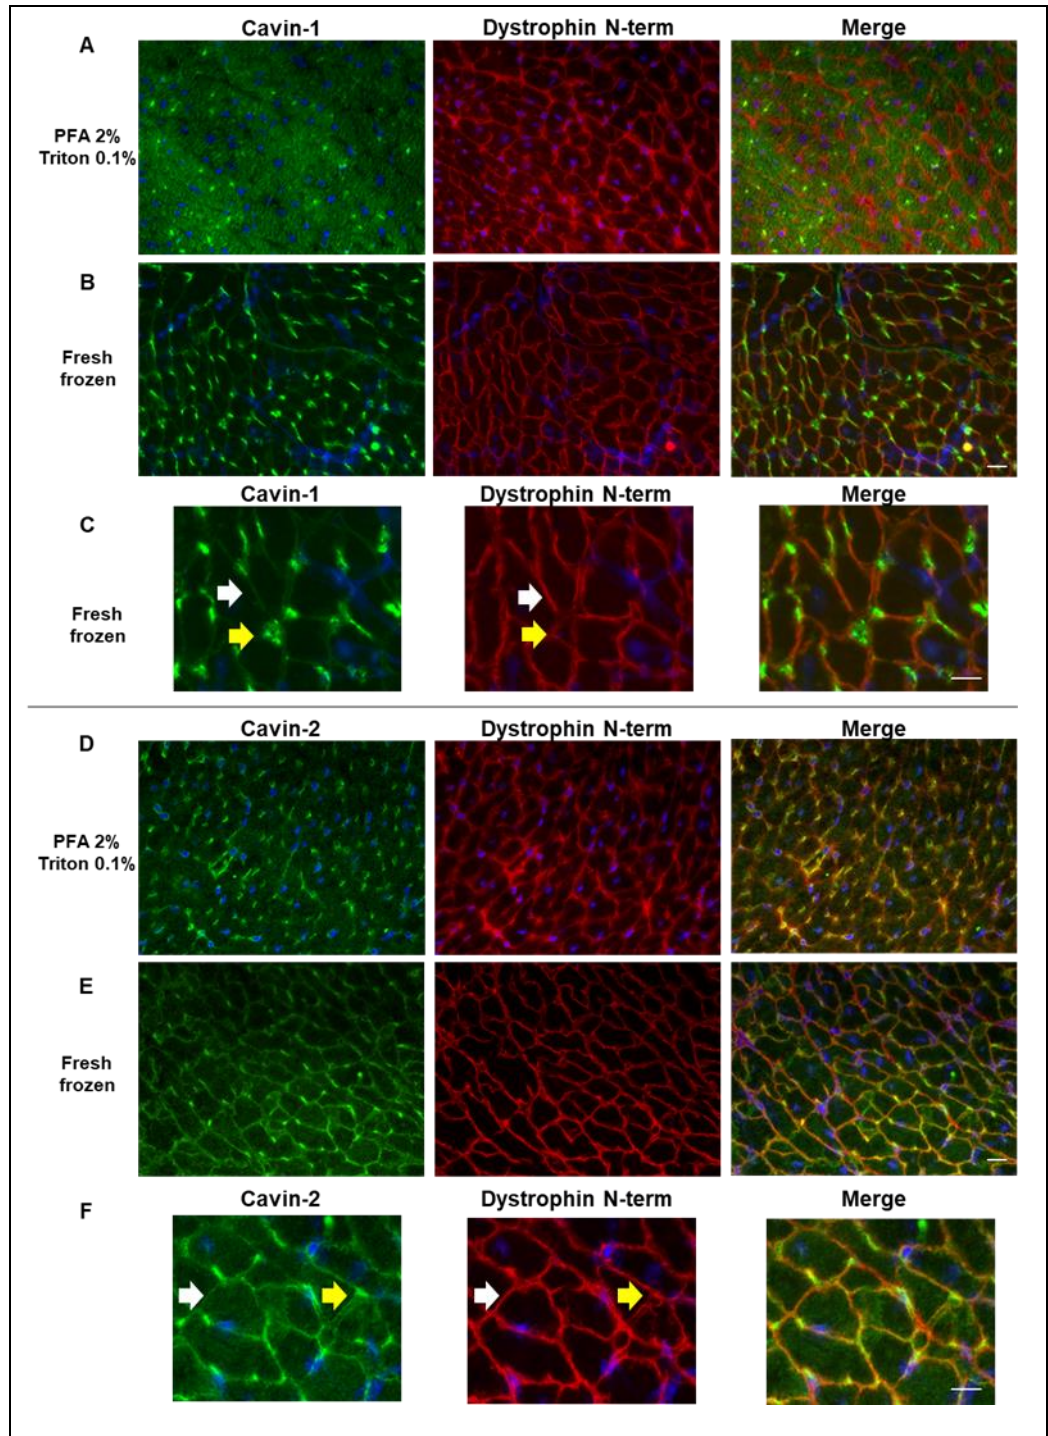 A
Cavin-1
Dystrophin N-term
Merge
PFA 2%
Triton 0.1%
B
Fresh
frozen
C
Cavin-1
Dystrophin N-term
Merge
Fresh
frozen
D
Cavin-2
Dystrophin N-term
Merge
PFA 2%
Triton 0.1%
E
Fresh
frozen
F
Cavin-2
Dystrophin N-term
Merge